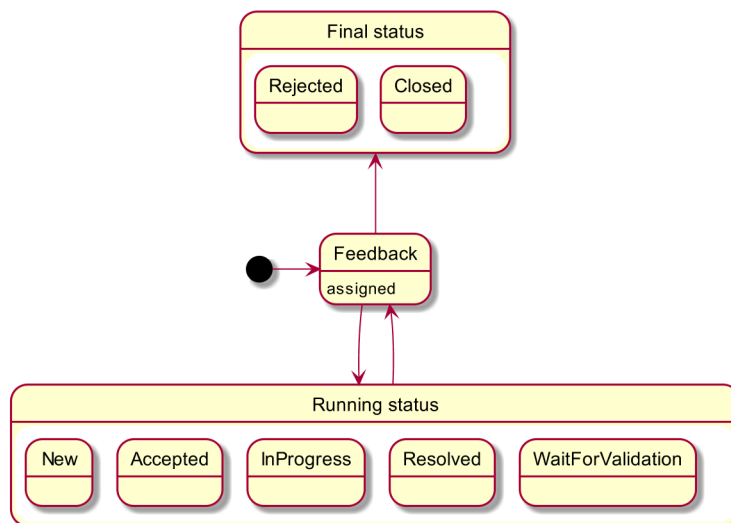 Final status
Rejected
Closed
Feedback
assigned
Running status
New
Accepted
InProgress
Resolved
WaitForValidation